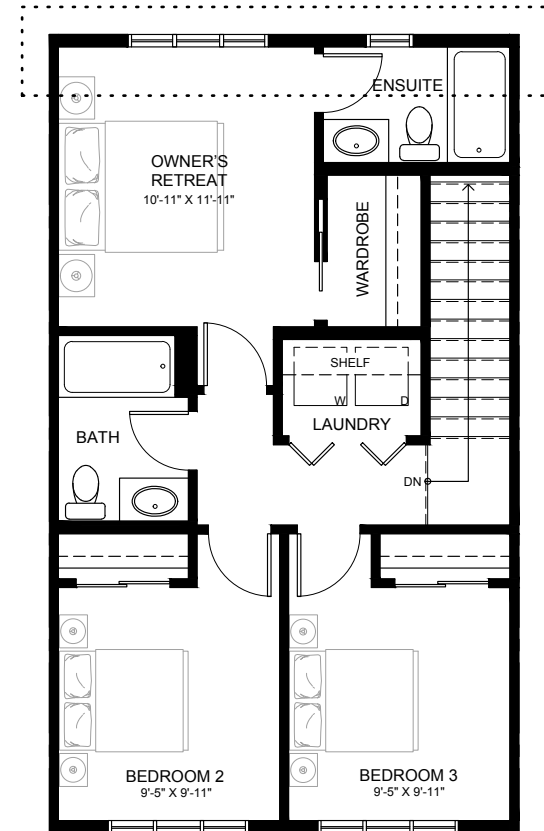 ENSUITE
OWNER'S
RETREAT
10'-11" X 11'-11"
WARDROBE
SHELF
W
D
LAUNDRY
BATH
DN
BEDROOM 2
9'-5" X 9'-11"
BEDROOM 3
9'-5" X 9'-11"